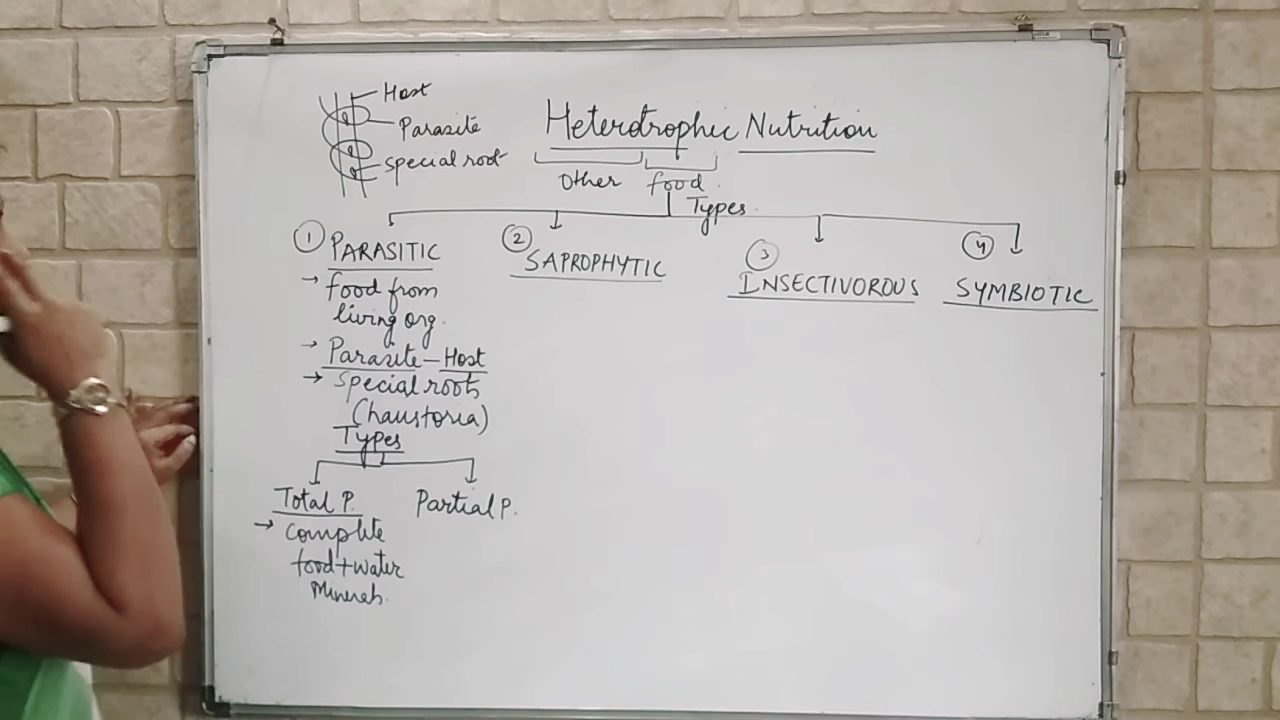 Host
Parasite
special root
Heterotrophic Nutrition
Other food
Types
1 PARASITIC
2 SAPROPHYTIC
3 INSECTIVOROUS
4 SYMBIOTIC
→ food from
living org.
→ Parasite – Host
→ Special roots
(haustoria)
Types
Total P. Partial P.
→ complete
food + water
Minerals.